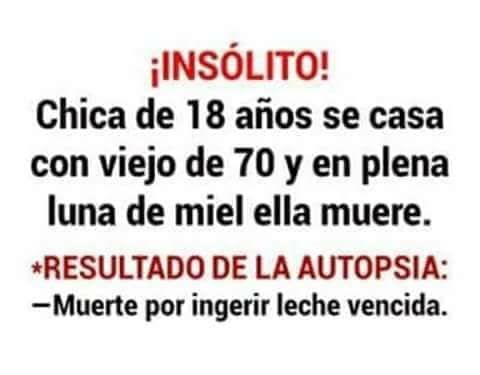 ¡INSÓLITO!
Chica de 18 años se casa
con viejo de 70 y en plena
luna de miel ella muere.
*RESULTADO DE LA AUTOPSIA:
—Muerte por ingerir leche vencida.